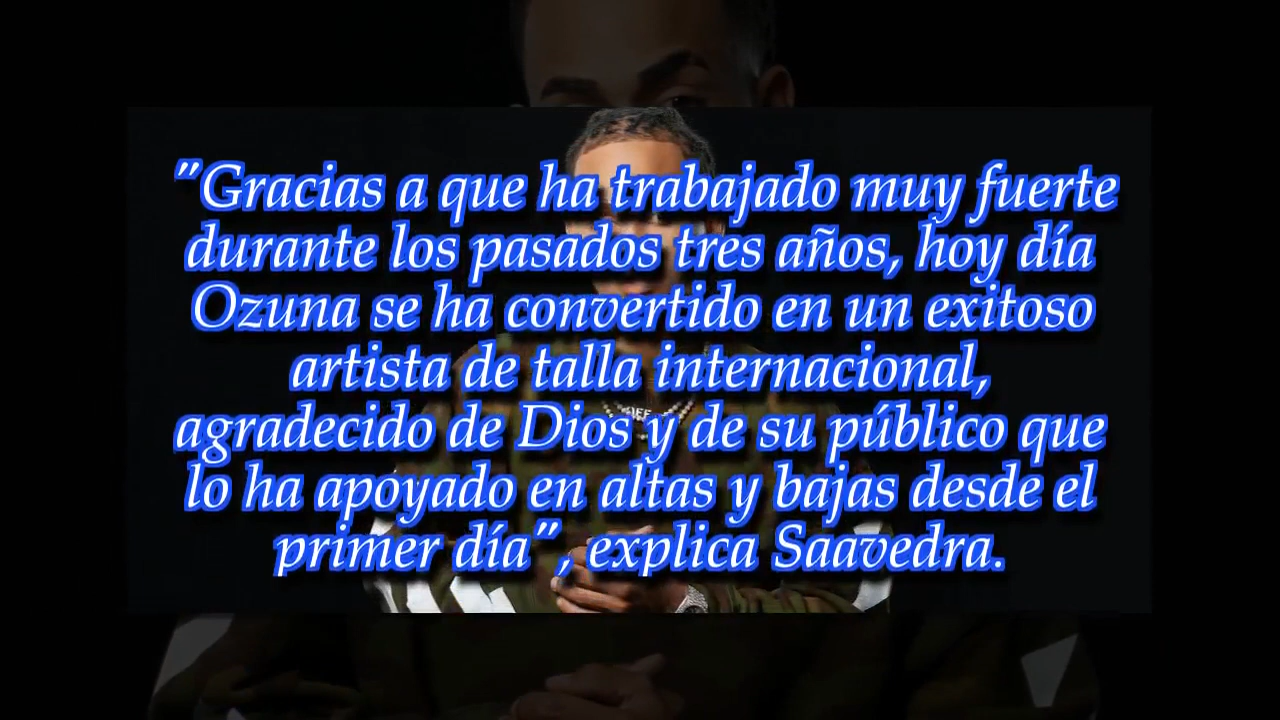 "Gracias a que ha trabajado muy fuerte
durante los pasados tres años, hoy día
Ozuna se ha convertido en un exitoso
artista de talla internacional,
agradecido de Dios y de su público que
lo ha apoyado en altas y bajas desde el
primer día", explica Saavedra.